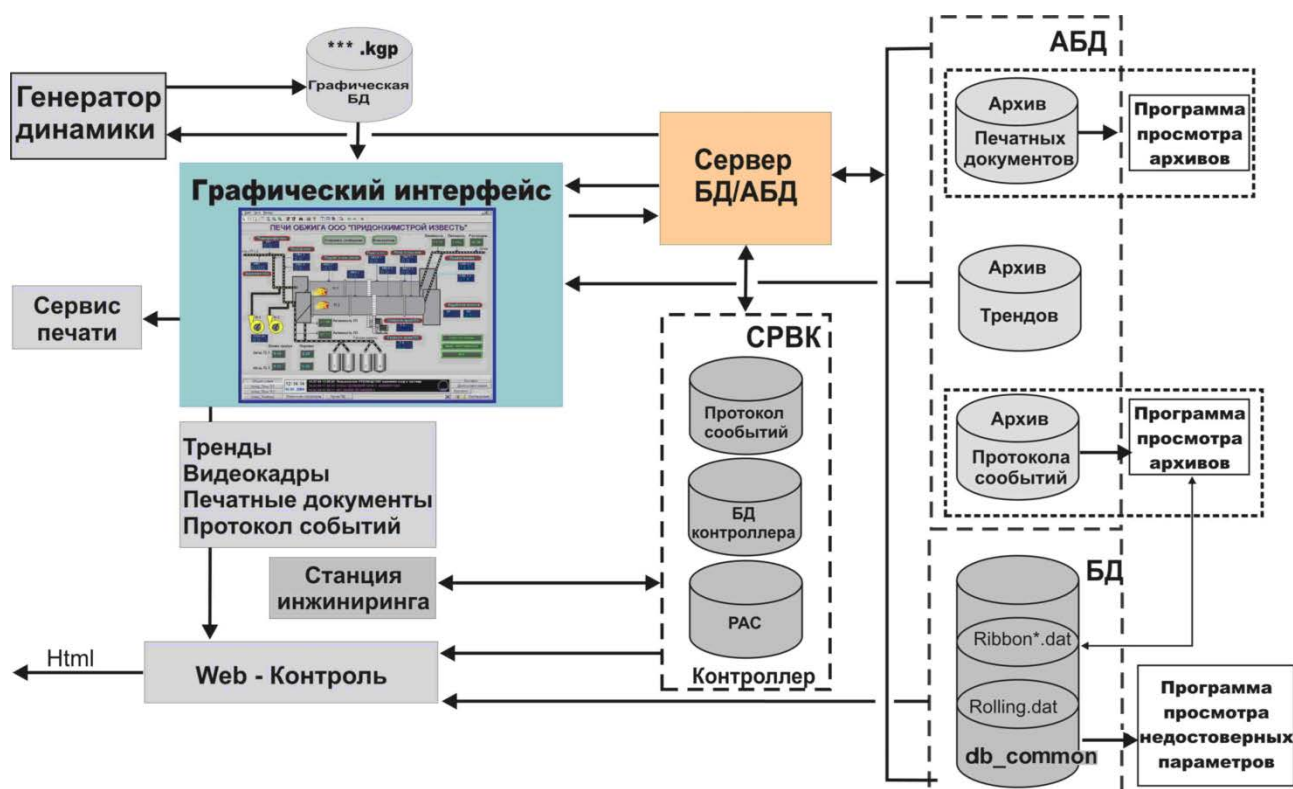 *** .kgp
Графическая
БД
Генератор
динамики
Сервер
БД/АБД
АБД
Архив
Печатных
документов
Программа
просмотра
архивов
Графический интерфейс
ПЕЧИ ОБЖИГА ООО "ПРИДОНХИМСТРОЙ ИЗВЕСТЬ"
Сервис
печати
Архив
Трендов
СРВК
Протокол
сообытий
БД
контроллера
РАС
Контроллер
Архив
Протокола
сообытий
Программа
просмотра
архивов
Тренды
Видеокадры
Печатные документы
Протокол событий
Станция
инжиниринга
Html
Web - Контроль
БД
Ribbon*.dat
Rolling.dat
db_common
Программа
просмотра
недостоверных
параметров